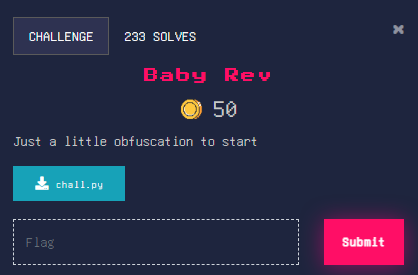 CHALLENGE 233 SOLVES ×
Baby Rev
50
Just a little obfuscation to start
chall.py
Flag Submit